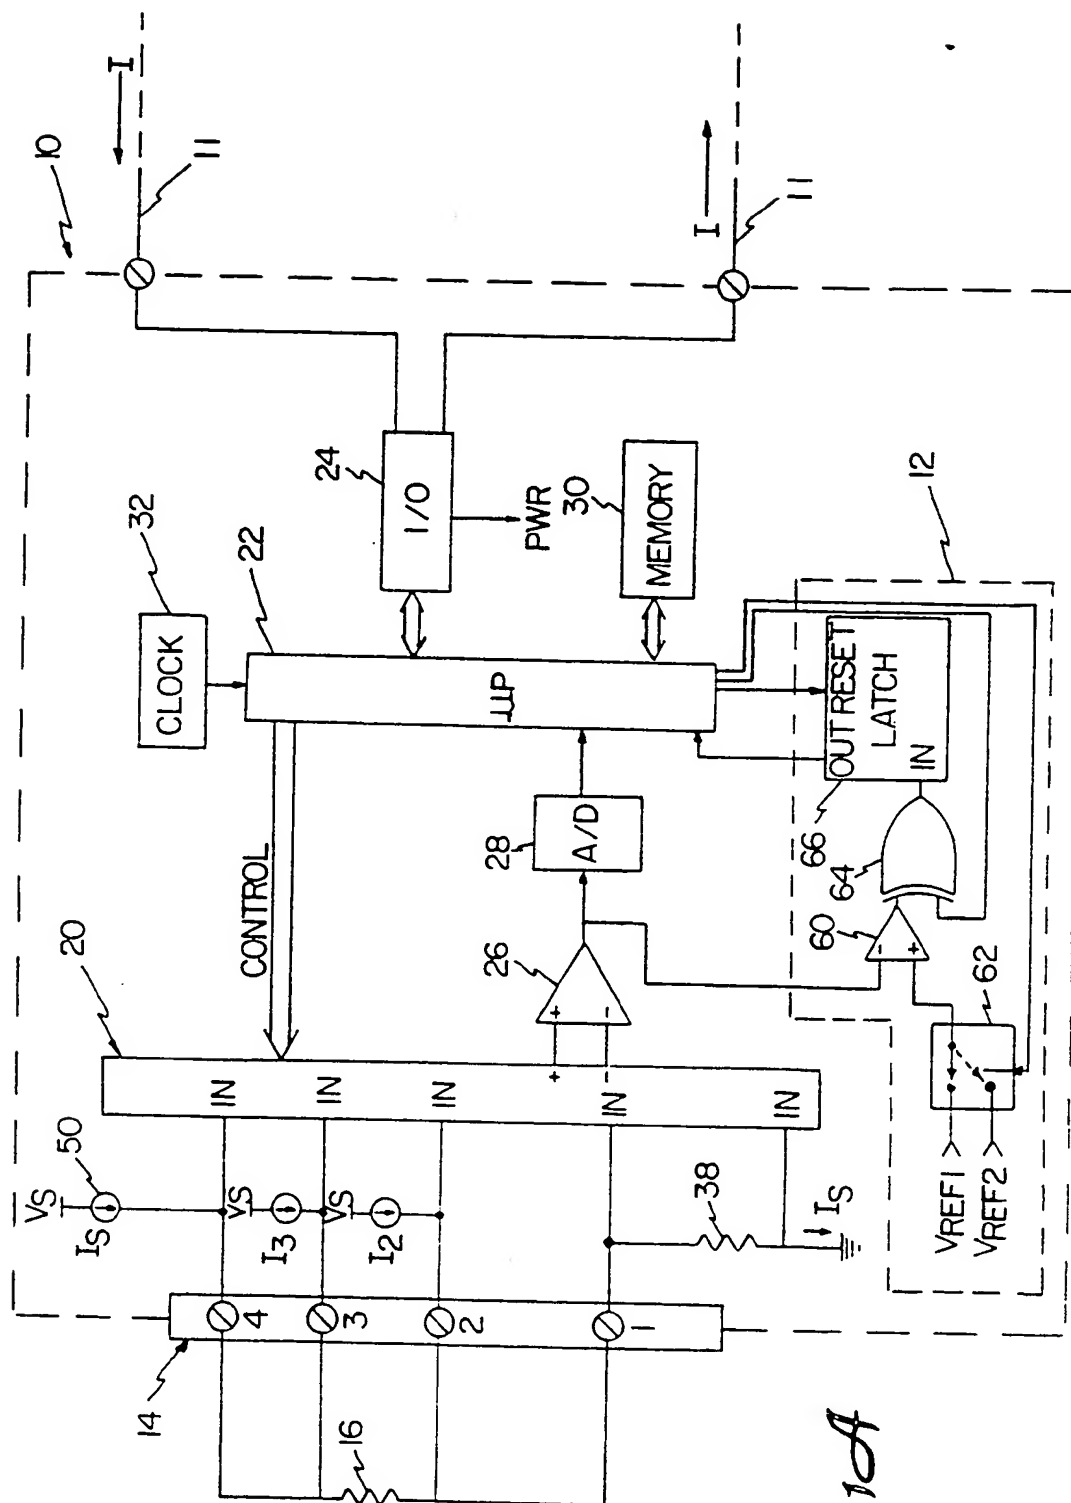 I
10
11
I
11
24
I/O
PWR
30
MEMORY
32
CLOCK
22
μP
12
OUT RESET
LATCH
IN
66
64
60
62
28
A/D
CONTROL
26
+
-
-
+
20
IN
IN
IN
+
-
IN
IN
50
VS
IS
VS
I3
VS
I2
38
IS
VREF1
VREF2
14
4
3
2
1
16
1A